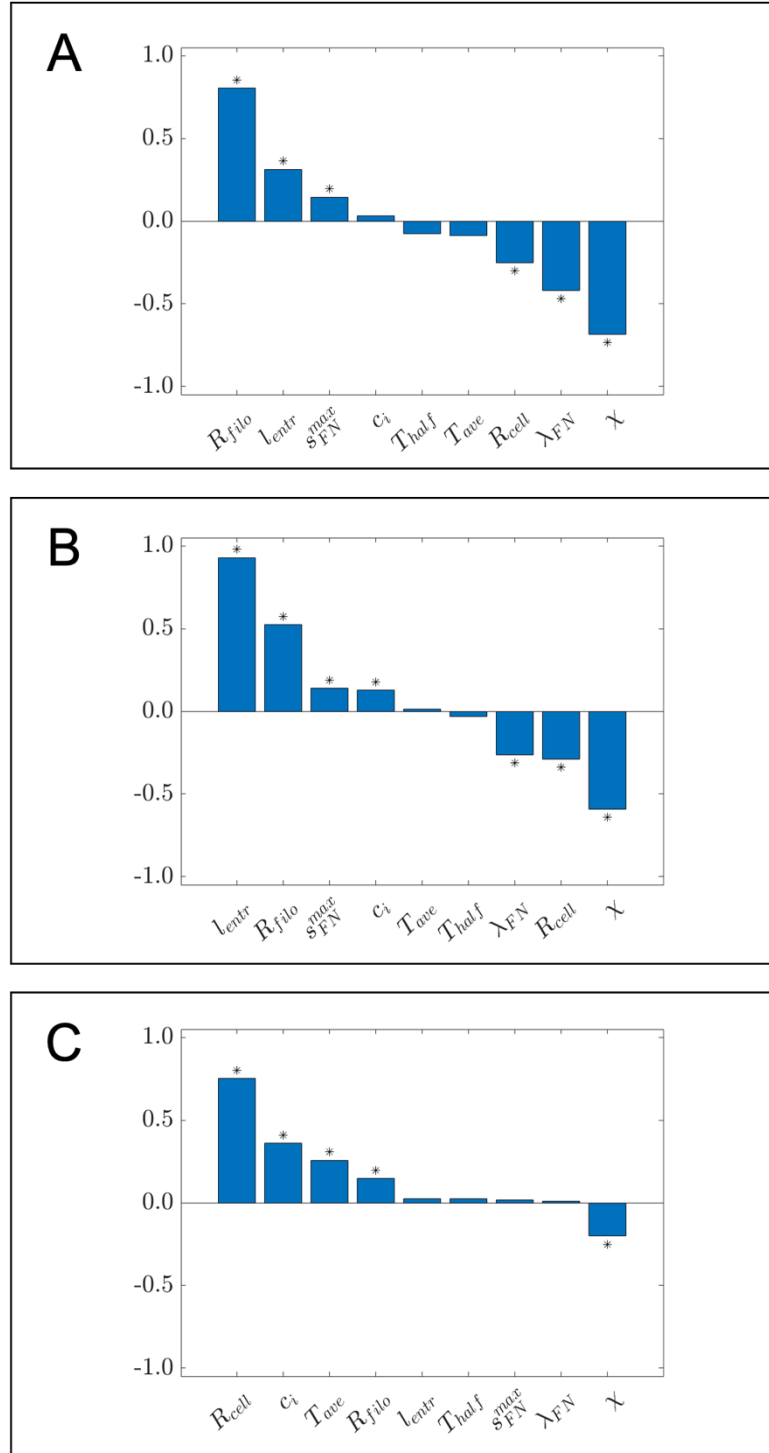 A
1.0
0.5
0.0
-0.5
-1.0
* * * * * *
R_filo l_entr s_FN^max c_i T_half T_ave R_cell λ_FN χ
B
1.0
0.5
0.0
-0.5
-1.0
* * * * * * *
l_entr R_filo s_FN^max c_i T_ave T_half λ_FN R_cell χ
C
1.0
0.5
0.0
-0.5
-1.0
* * * * *
R_cell c_i T_ave R_filo l_entr T_half s_FN^max λ_FN χ